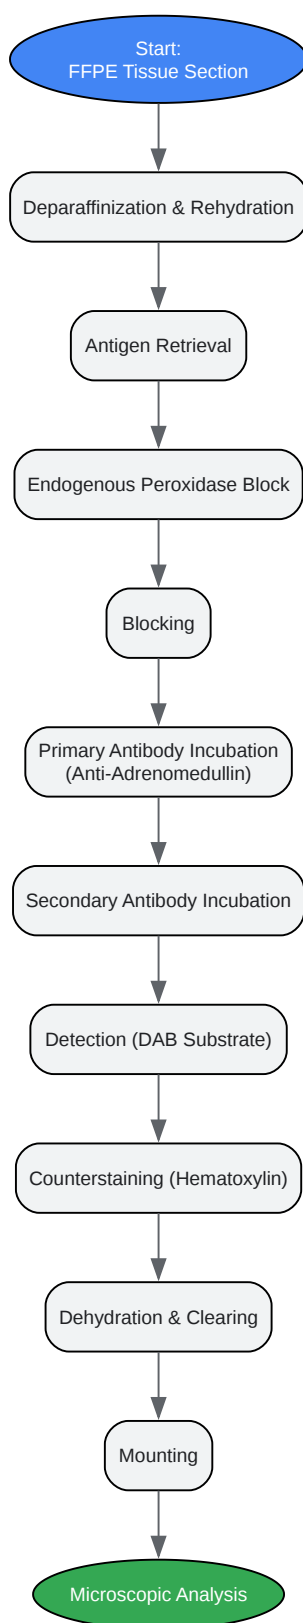 Start:
FFPE Tissue Section
Deparaffinization & Rehydration
Antigen Retrieval
Endogenous Peroxidase Block
Blocking
Primary Antibody Incubation
(Anti-Adrenomedullin)
Secondary Antibody Incubation
Detection (DAB Substrate)
Counterstaining (Hematoxylin)
Dehydration & Clearing
Mounting
Microscopic Analysis